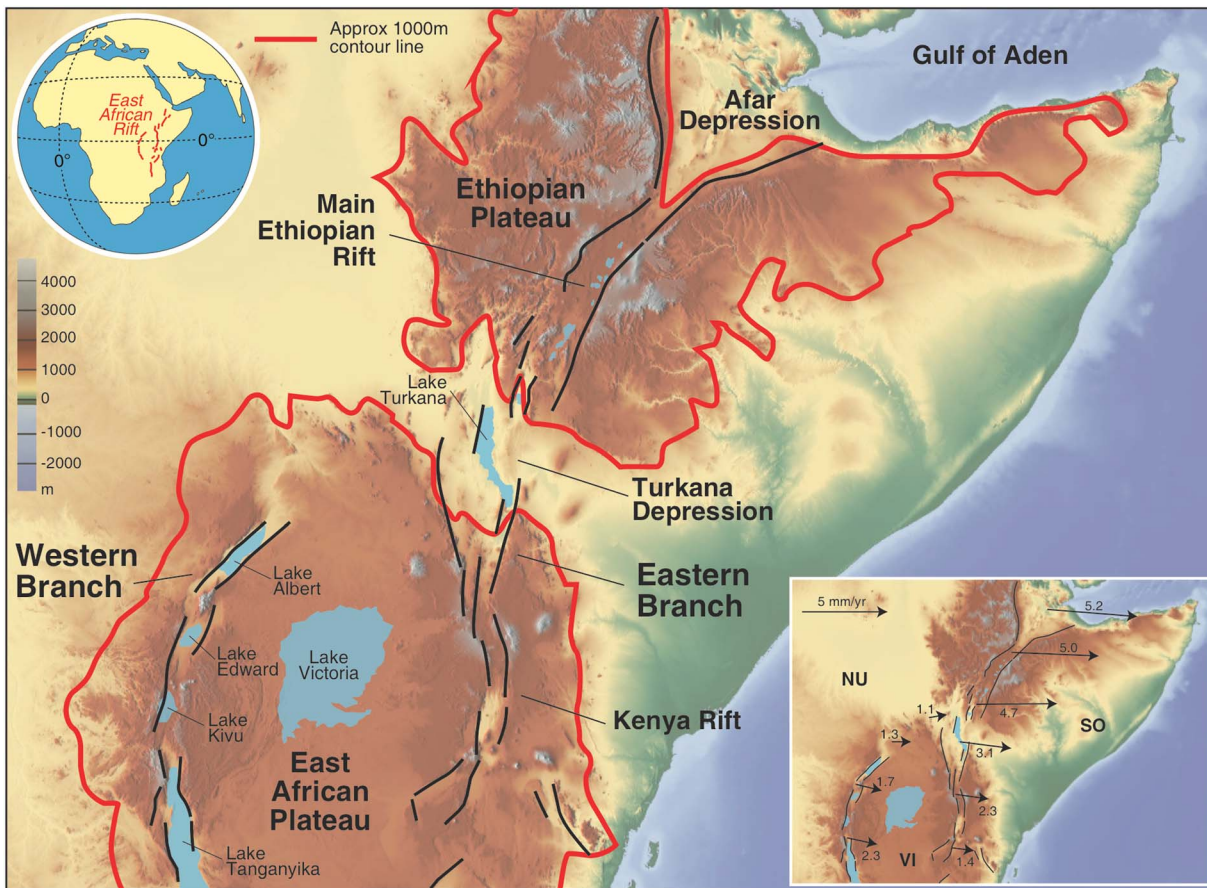 Approx 1000m
contour line
East
African
Rift
0°
0°
Gulf of Aden
Afar
Depression
Ethiopian
Plateau
Main
Ethiopian
Rift
4000
3000
2000
1000
0
-1000
-2000
m
Lake
Turkana
Turkana
Depression
Western
Branch
Lake
Albert
Eastern
Branch
Lake
Edward
Lake
Victoria
Lake
Kivu
Kenya Rift
East
African
Plateau
Lake
Tanganyika
5 mm/yr
5.2
5.0
NU
4.7
SO
1.1
1.3
3.1
1.7
2.3
2.3
VI
1.4